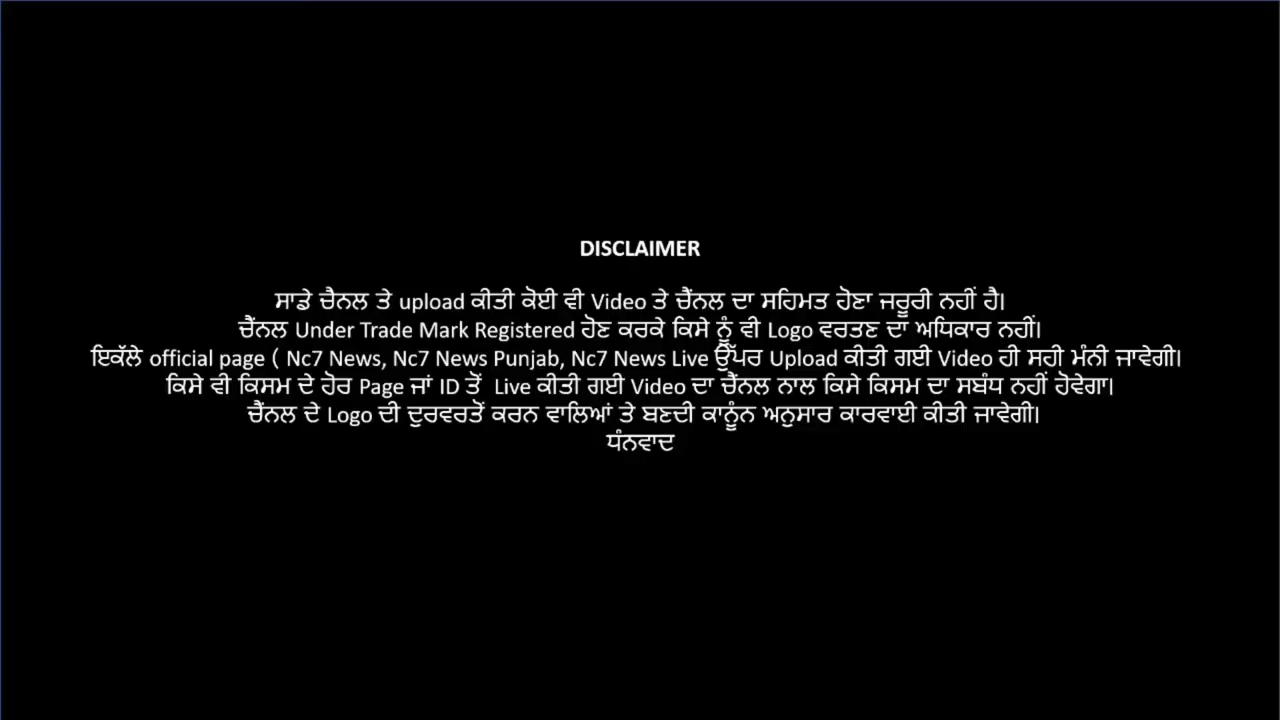 DISCLAIMER
ਸਾਡੇ ਚੈਨਲ ਤੇ upload ਕੀਤੀ ਕੋਈ ਵੀ Video ਤੇ ਚੈਂਨਲ ਦਾ ਸਹਿਮਤ ਹੋਣਾ ਜਰੂਰੀ ਨਹੀਂ ਹੈ।
ਚੈਂਨਲ Under Trade Mark Registered ਹੋਣ ਕਰਕੇ ਕਿਸੇ ਨੂੰ ਵੀ Logo ਵਰਤਣ ਦਾ ਅਧਿਕਾਰ ਨਹੀਂ।
ਇਕੱਲੇ official page ( Nc7 News, Nc7 News Punjab, Nc7 News Live ਉੱਪਰ Upload ਕੀਤੀ ਗਈ Video ਹੀ ਸਹੀ ਮੰਨੀ ਜਾਵੇਗੀ।
ਕਿਸੇ ਵੀ ਕਿਸਮ ਦੇ ਹੋਰ Page ਜਾਂ ID ਤੋਂ Live ਕੀਤੀ ਗਈ Video ਦਾ ਚੈਂਨਲ ਨਾਲ ਕਿਸੇ ਕਿਸਮ ਦਾ ਸਬੰਧ ਨਹੀਂ ਹੋਵੇਗਾ।
ਚੈਂਨਲ ਦੇ Logo ਦੀ ਦੁਰਵਰਤੋਂ ਕਰਨ ਵਾਲਿਆਂ ਤੇ ਬਣਦੀ ਕਾਨੂੰਨ ਅਨੁਸਾਰ ਕਾਰਵਾਈ ਕੀਤੀ ਜਾਵੇਗੀ।
ਧੰਨਵਾਦ